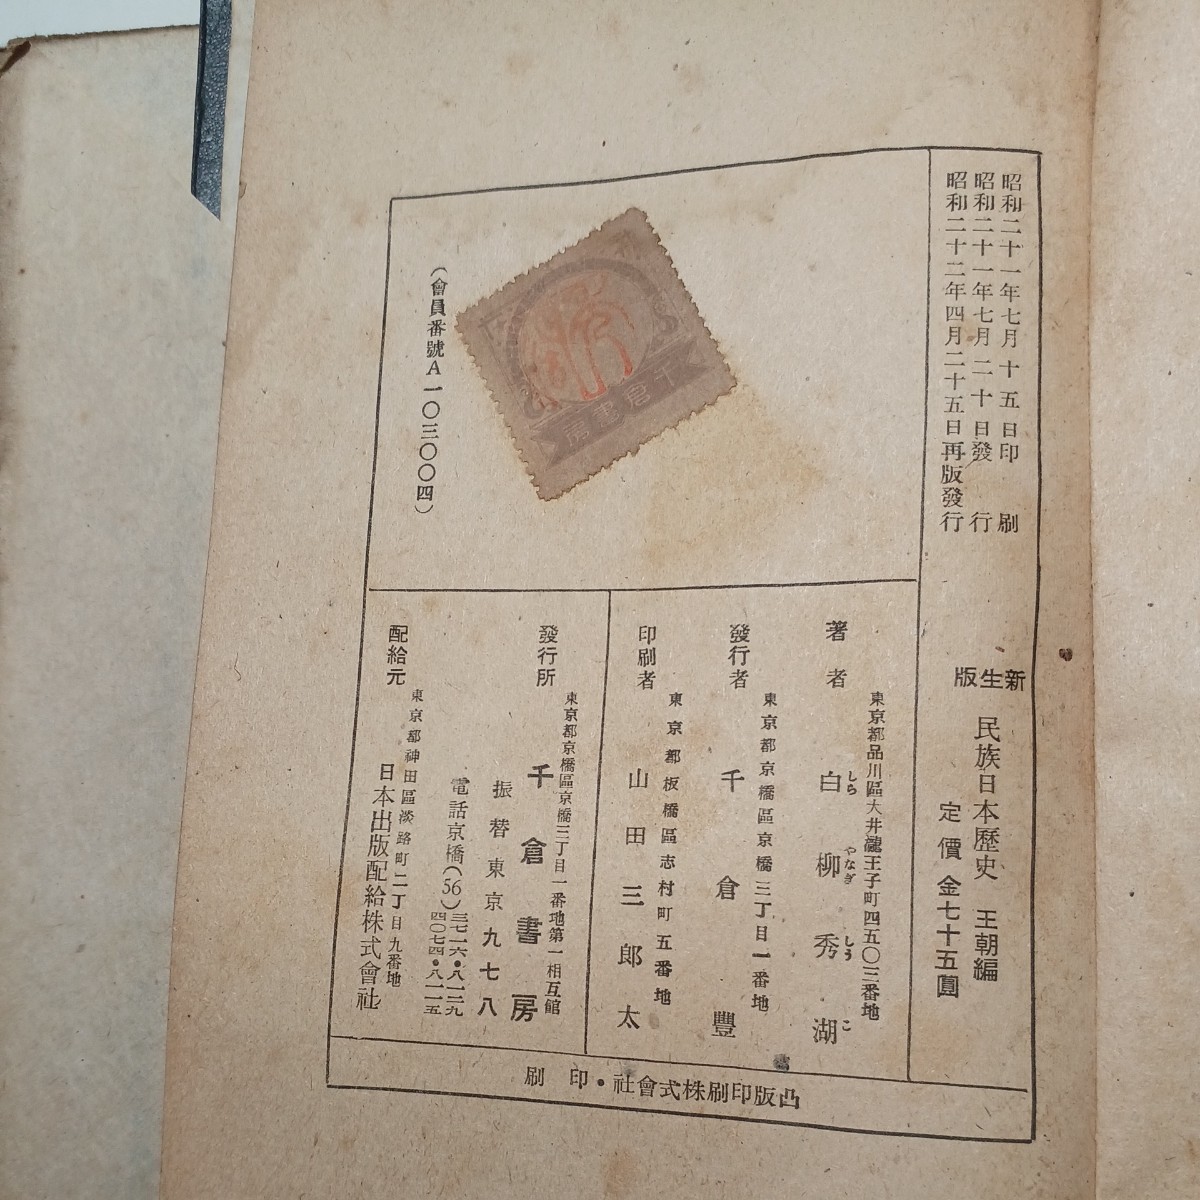 昭和二十一年七月十五日印刷
昭和二十一年七月二十日發行
昭和二十二年四月二十五日再版發行
新生版
民族日本歷史 王朝編
定價金七十五圓
千倉書房
(會員番號A一〇三〇〇四)
東京都品川區大井瀧王子町四五〇三番地
著者 白柳秀湖
しらやなぎしうこ
東京都京橋區京橋三丁目一番地
發行者 千倉豐
東京都板橋區志村町五番地
印刷者 山田三郎太
東京都京橋區京橋三丁目一番地第一相互館
發行所 千倉書房
振替東京九七八
電話京橋(56)三七一六・八一二九
四〇七四・八一一五
東京都神田區淡路町二丁目九番地
配給元 日本出版配給株式會社
凸版印刷株式會社・印刷